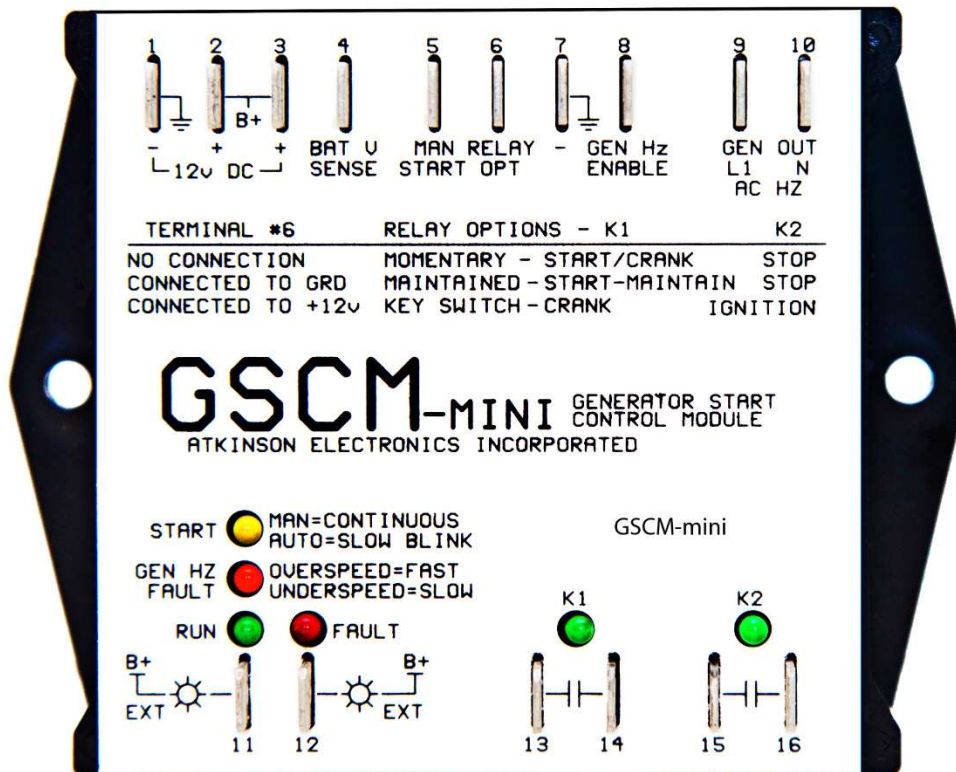 1 2 3 4 5 6 7 8 9 10
B+
- + + BAT V MAN RELAY - GEN Hz GEN OUT
12v DC SENSE START OPT ENABLE L1 N
AC HZ
TERMINAL #6 RELAY OPTIONS - K1 K2
NO CONNECTION MOMENTARY - START/CRANK STOP
CONNECTED TO GRD MAINTAINED - START-MAINTAIN STOP
CONNECTED TO +12v KEY SWITCH - CRANK IGNITION
GSCM-MINI GENERATOR START
CONTROL MODULE
ATKINSON ELECTRONICS INCORPORATED
START MAN=CONTINUOUS
AUTO=SLOW BLINK
GSCM-mini
GEN HZ OVERSPEED=FAST
FAULT UNDERSPEED=SLOW
K1 K2
RUN FAULT
B+ B+
EXT EXT
11 12 13 14 15 16